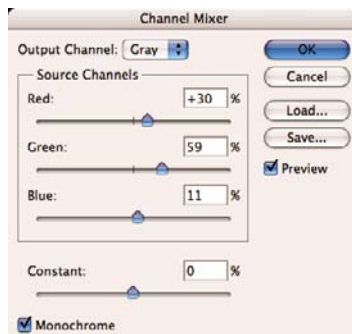 Channel Mixer
Output Channel: Gray
OK
Source Channels
Cancel
Red: +30 %
Load...
Save...
Green: 59 %
Preview
Blue: 11 %
Constant: 0 %
Monochrome